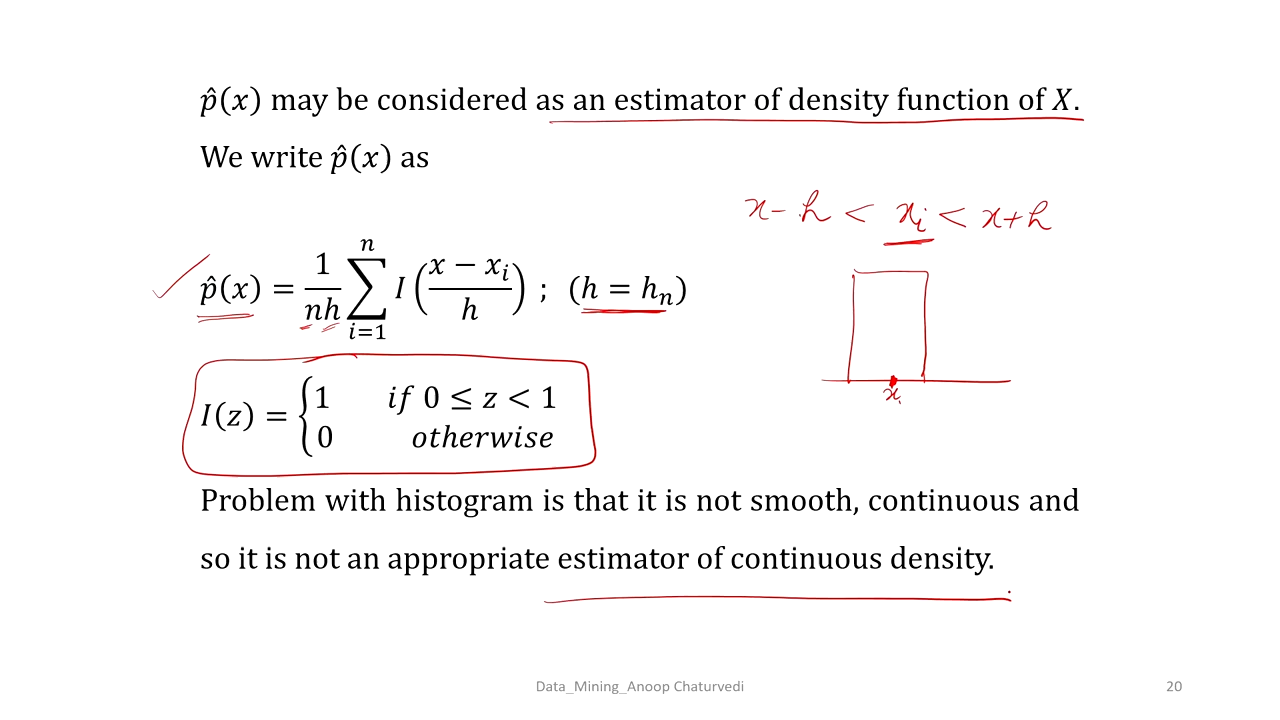 p̂(x) may be considered as an estimator of density function of X.
We write p̂(x) as
x - h < xᵢ < x + h
p̂(x) = 1/(nh) ∑ᵢ₌₁ⁿ I((x − xᵢ)/h) ; (h = hₙ)
xᵢ
I(z) = { 1 if 0 ≤ z < 1
0 otherwise
Problem with histogram is that it is not smooth, continuous and
so it is not an appropriate estimator of continuous density.
Data_Mining_Anoop Chaturvedi
20